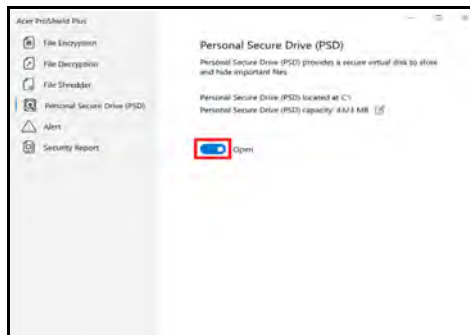 Acer ProShield Plus
File Encryption
File Decryption
File Shredder
Personal Secure Drive (PSD)
Alert
Security Report
Personal Secure Drive (PSD)
Personal Secure Drive (PSD) provides a secure virtual disk to store
and hide important files
Personal Secure Drive (PSD) located at C:\
Personal Secure Drive (PSD) capacity: MB
Open